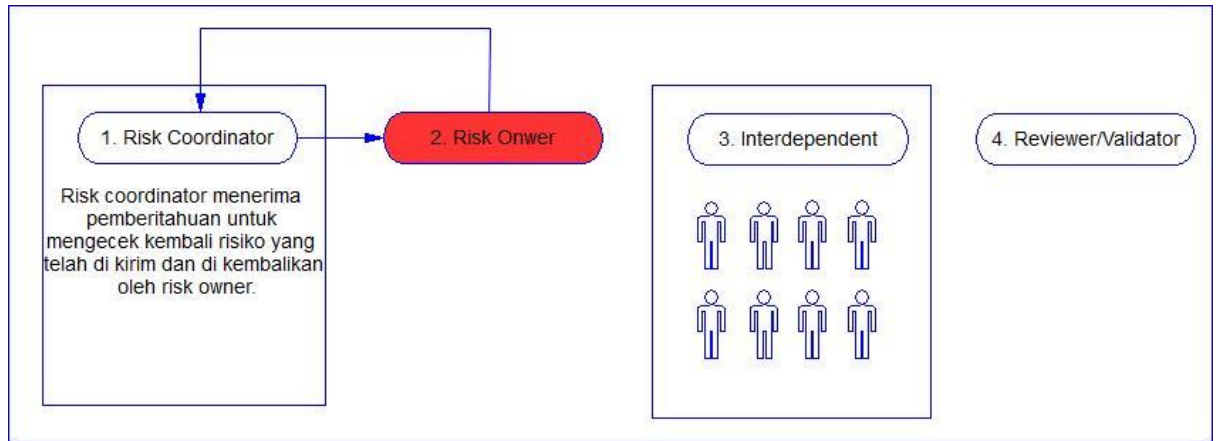 1. Risk Coordinator
2. Risk Onwer
3. Interdependent
4. Reviewer/Validator
Risk coordinator menerima
pemberitahuan untuk
mengecek kembali risiko yang
telah di kirim dan di kembalikan
oleh risk owner.